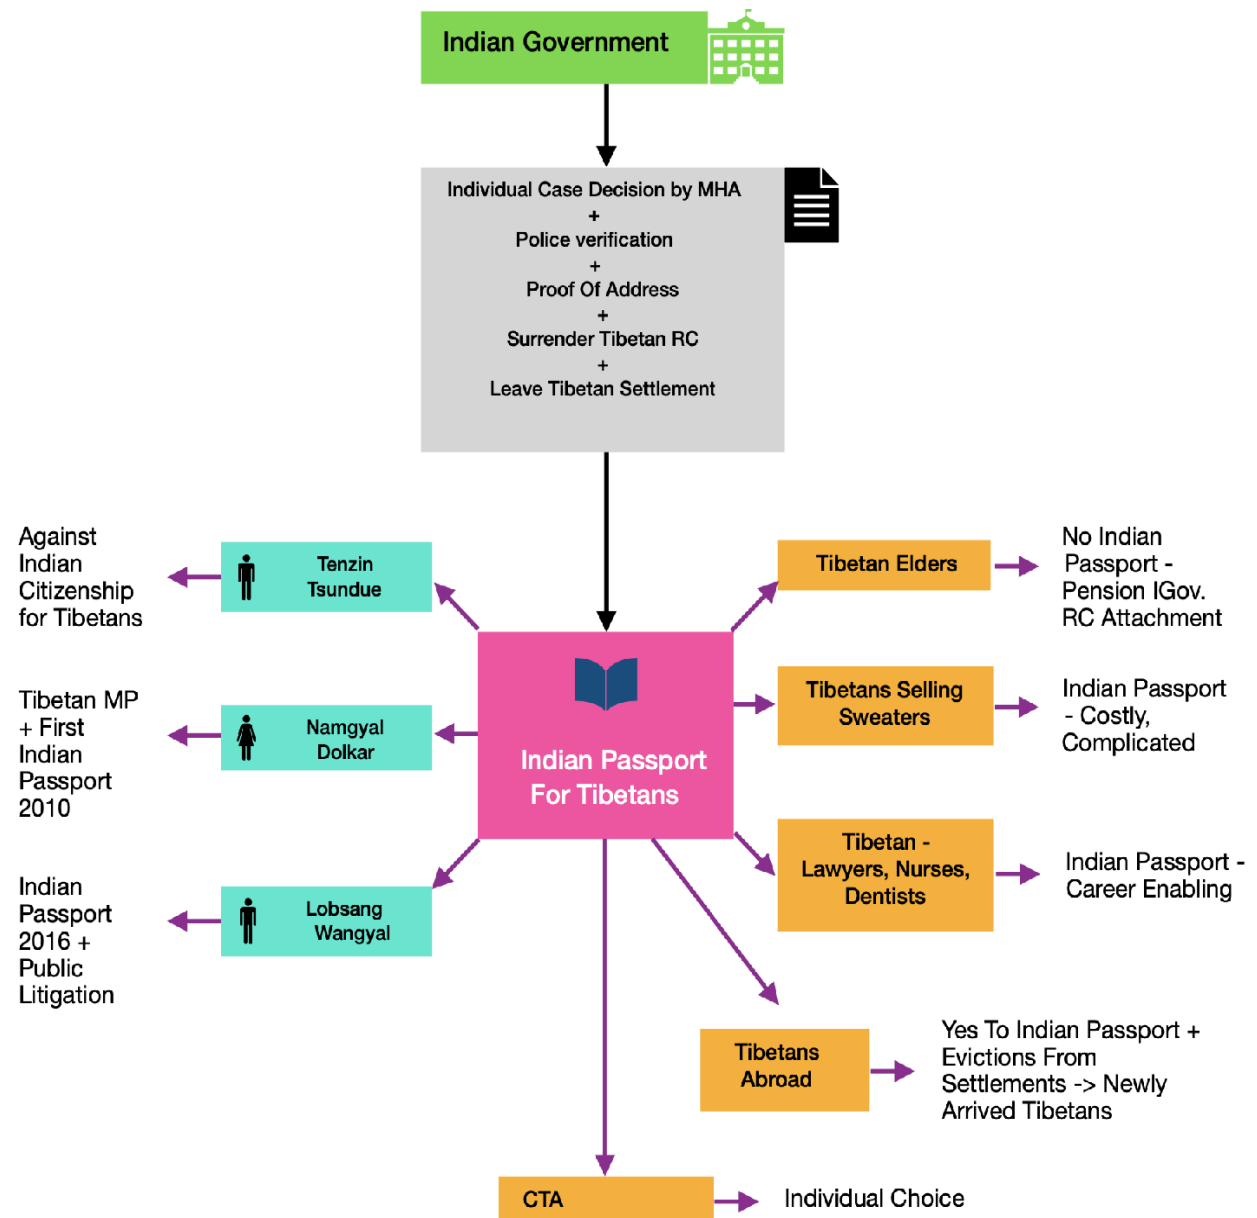 Indian Government
Individual Case Decision by MHA
+
Police verification
+
Proof Of Address
+
Surrender Tibetan RC
+
Leave Tibetan Settlement
Against
Indian
Citizenship
for Tibetans
Tenzin
Tsundue
Tibetan MP
+ First
Indian
Passport
2010
Namgyal
Dolkar
Indian
Passport
2016 +
Public
Litigation
Lobsang
Wangyal
Indian Passport
For Tibetans
Tibetan Elders
No Indian
Passport -
Pension IGov.
RC Attachment
Tibetans Selling
Sweaters
Indian Passport
- Costly,
Complicated
Tibetan -
Lawyers, Nurses,
Dentists
Indian Passport -
Career Enabling
Tibetans
Abroad
Yes To Indian Passport +
Evictions From
Settlements -> Newly
Arrived Tibetans
CTA
Individual Choice